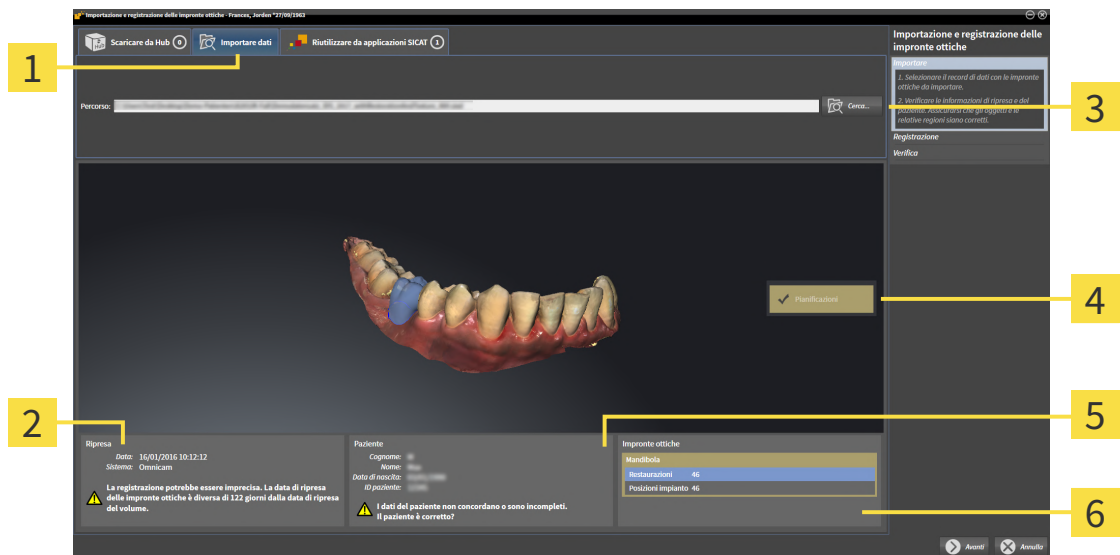 Importazione e registrazione delle impronte ottiche - Frances, Jorden *27/09/1963
Scaricare da Hub 0
Importare dati
Riutilizzare da applicazioni SICAT 1
Hub
1
Percorso:
Cerca...
3
Importazione e registrazione delle
impronte ottiche
Importare
1. Selezionare il record di dati con le impronte
ottiche da importare.
2. Verificare le informazioni di ripresa e del
paziente. Assicurarsi che gli oggetti e le
relative regioni siano corretti.
Registrazione
Verifica
Pianificazioni
4
2
Ripresa
Data: 16/01/2016 10:12:12
Sistema: Omnicam
La registrazione potrebbe essere imprecisa. La data di ripresa
delle impronte ottiche è diversa di 122 giorni dalla data di ripresa
del volume.
Paziente
Cognome:
Nome:
Data di nascita:
ID paziente:
I dati del paziente non concordano o sono incompleti.
Il paziente è corretto?
5
Impronte ottiche
Mandibola
Restaurazioni 46
Posizioni impianto 46
6
Avanti
Annulla